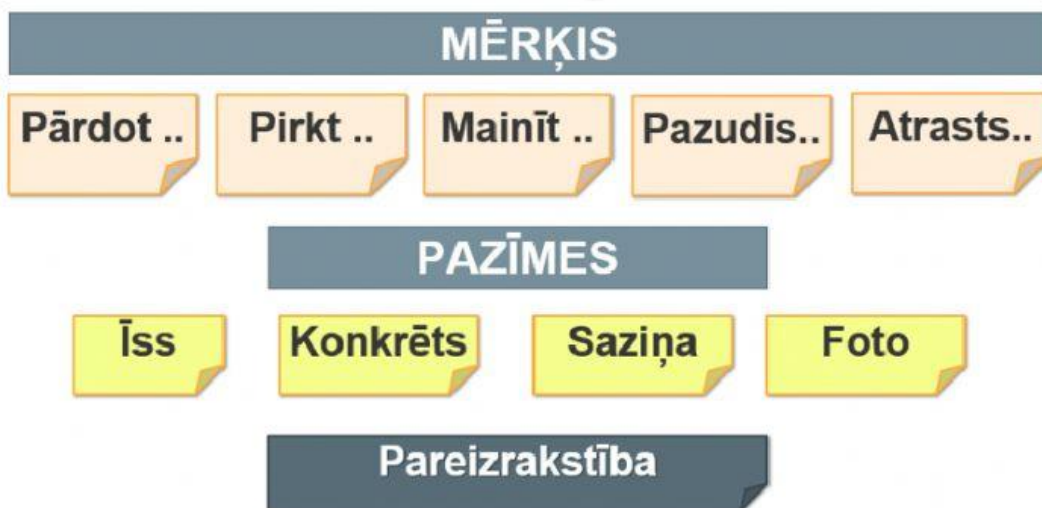 MĒRĶIS
Pārdot .. Pirkt .. Mainīt .. Pazudis.. Atrasts..
PAZĪMES
Īss Konkrēts Saziņa Foto
Pareizrakstība